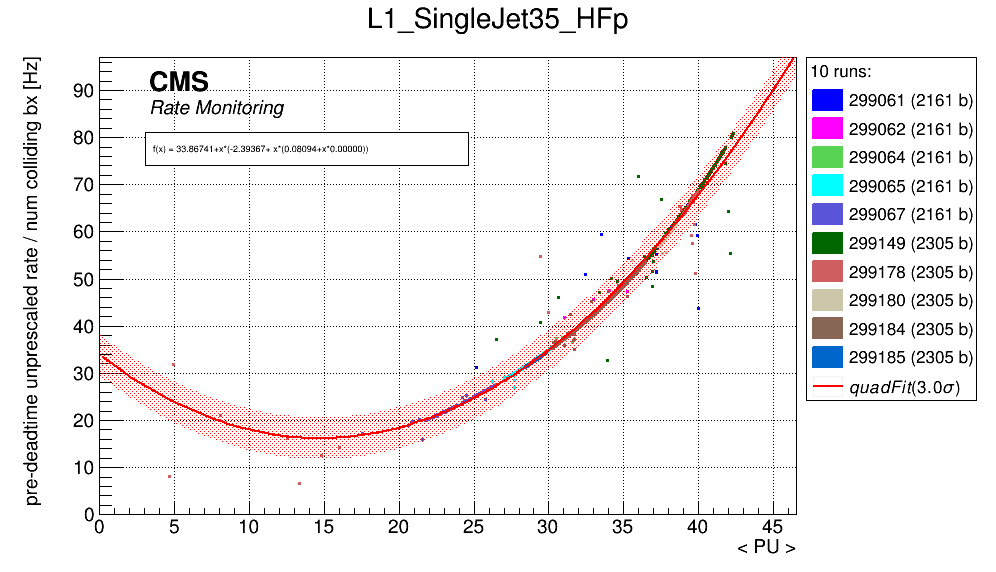 L1_SingleJet35_HFp
pre-deadtime unprescaled rate / num colliding bx [Hz]
CMS
Rate Monitoring
f(x) = 33.86741+x*(-2.39367+ x*(0.08094+x*0.00000))
90
80
70
60
50
40
30
20
10
0
0 5 10 15 20 25 30 35 40 45
< PU >
10 runs:
299061 (2161 b)
299062 (2161 b)
299064 (2161 b)
299065 (2161 b)
299067 (2161 b)
299149 (2305 b)
299178 (2305 b)
299180 (2305 b)
299184 (2305 b)
299185 (2305 b)
quadFit(3.0σ)